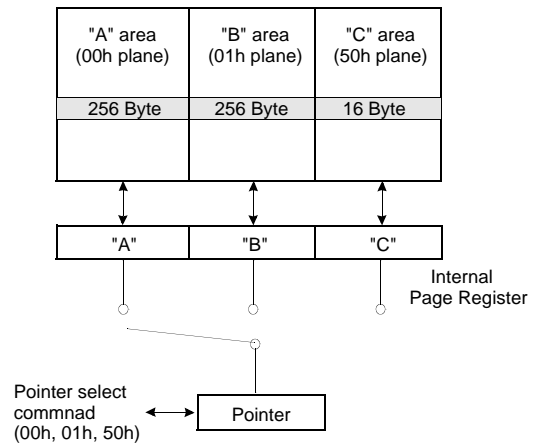 "A" area
(00h plane)
"B" area
(01h plane)
"C" area
(50h plane)
256 Byte
256 Byte
16 Byte
"A"
"B"
"C"
Internal
Page Register
Pointer select
commnad
(00h, 01h, 50h)
Pointer